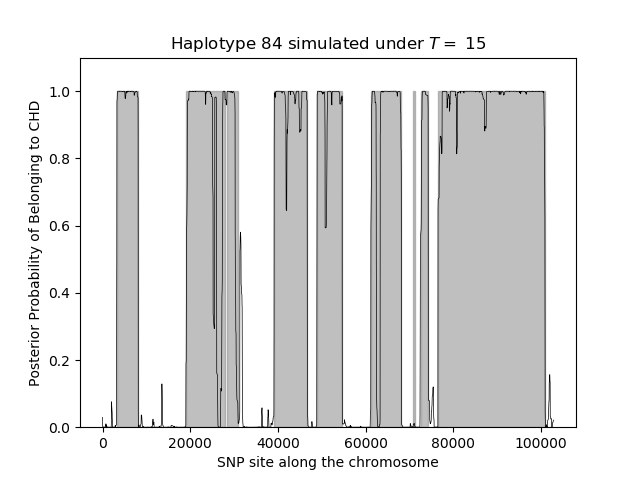 Haplotype 84 simulated under T = 15
Posterior Probability of Belonging to CHD
1.0
0.8
0.6
0.4
0.2
0.0
0 20000 40000 60000 80000 100000
SNP site along the chromosome